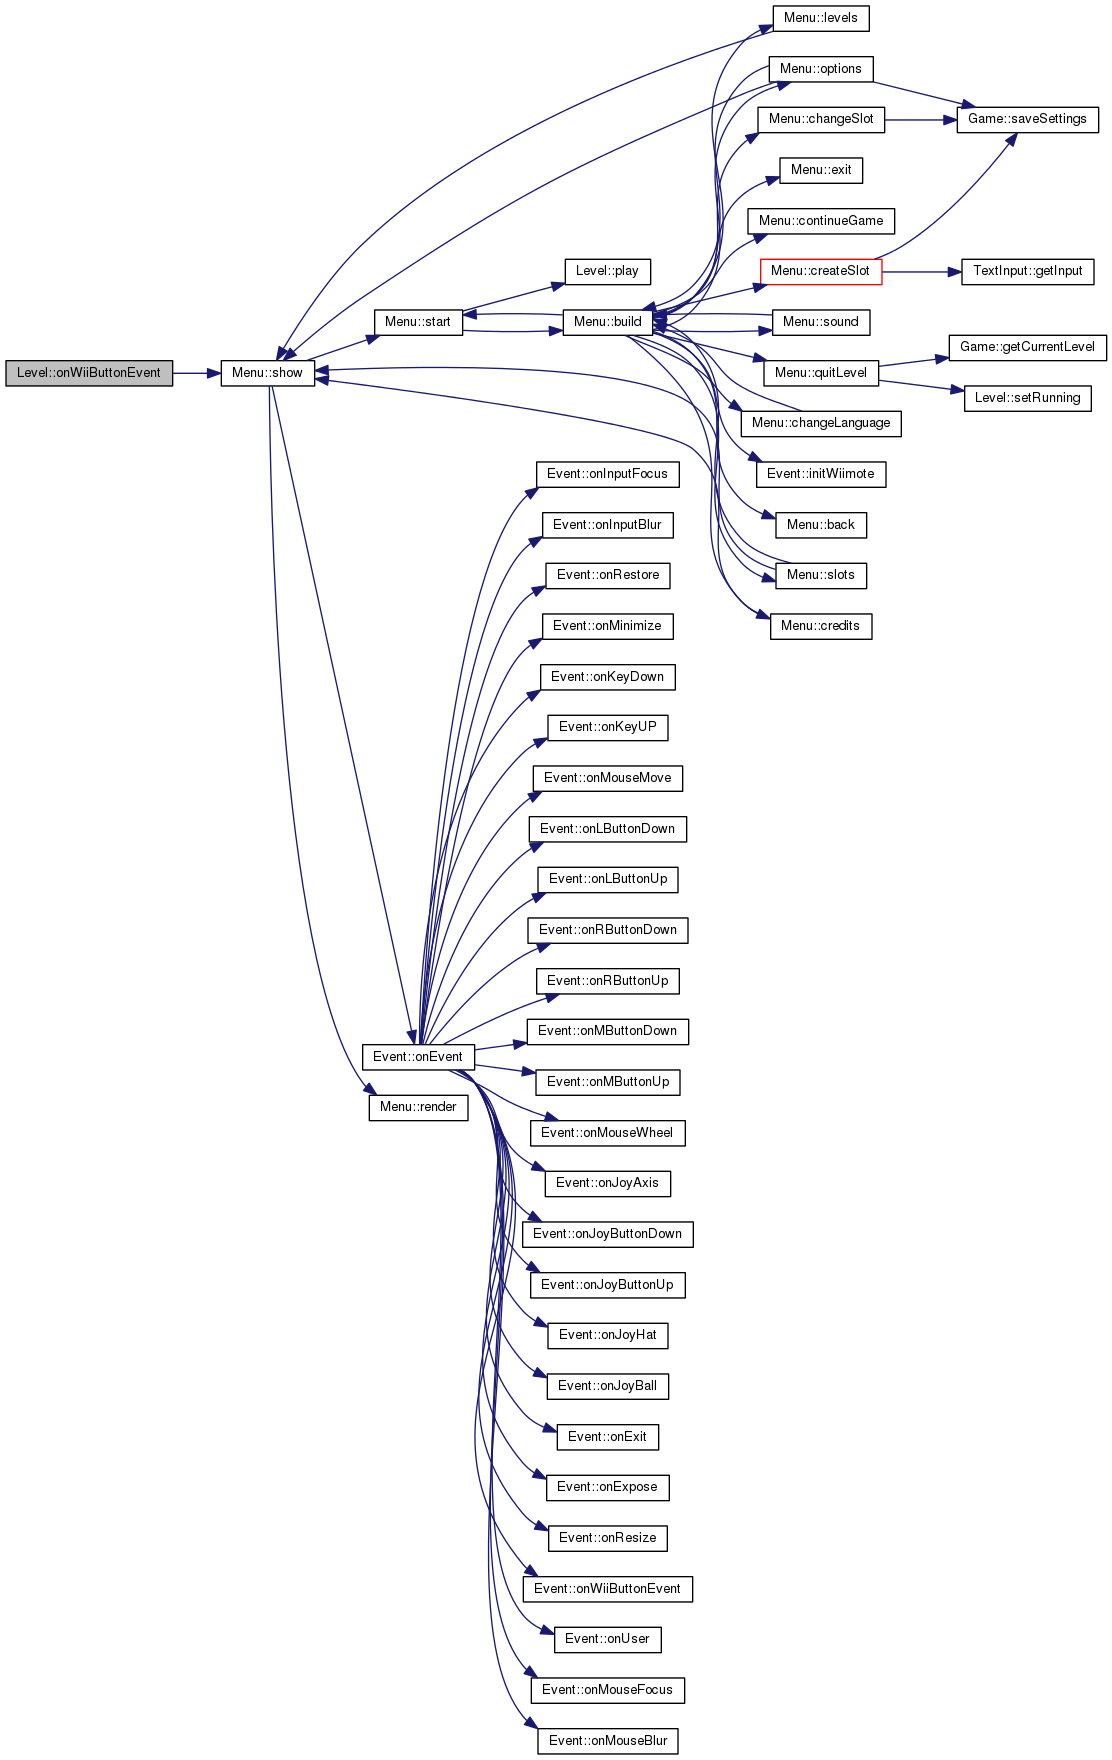 Menu::levels
Menu::options
Menu::changeSlot
Game::saveSettings
Menu::exit
Menu::continueGame
Level::play
Menu::createSlot
TextInput::getInput
Menu::start
Menu::build
Menu::sound
Game::getCurrentLevel
Level::onWiiButtonEvent
Menu::show
Menu::quitLevel
Level::setRunning
Menu::changeLanguage
Event::onInputFocus
Event::initWiimote
Event::onInputBlur
Menu::back
Event::onRestore
Menu::slots
Event::onMinimize
Menu::credits
Event::onKeyDown
Event::onKeyUP
Event::onMouseMove
Event::onLButtonDown
Event::onLButtonUp
Event::onRButtonDown
Event::onRButtonUp
Event::onMButtonDown
Event::onEvent
Event::onMButtonUp
Menu::render
Event::onMouseWheel
Event::onJoyAxis
Event::onJoyButtonDown
Event::onJoyButtonUp
Event::onJoyHat
Event::onJoyBall
Event::onExit
Event::onExpose
Event::onResize
Event::onWiiButtonEvent
Event::onUser
Event::onMouseFocus
Event::onMouseBlur